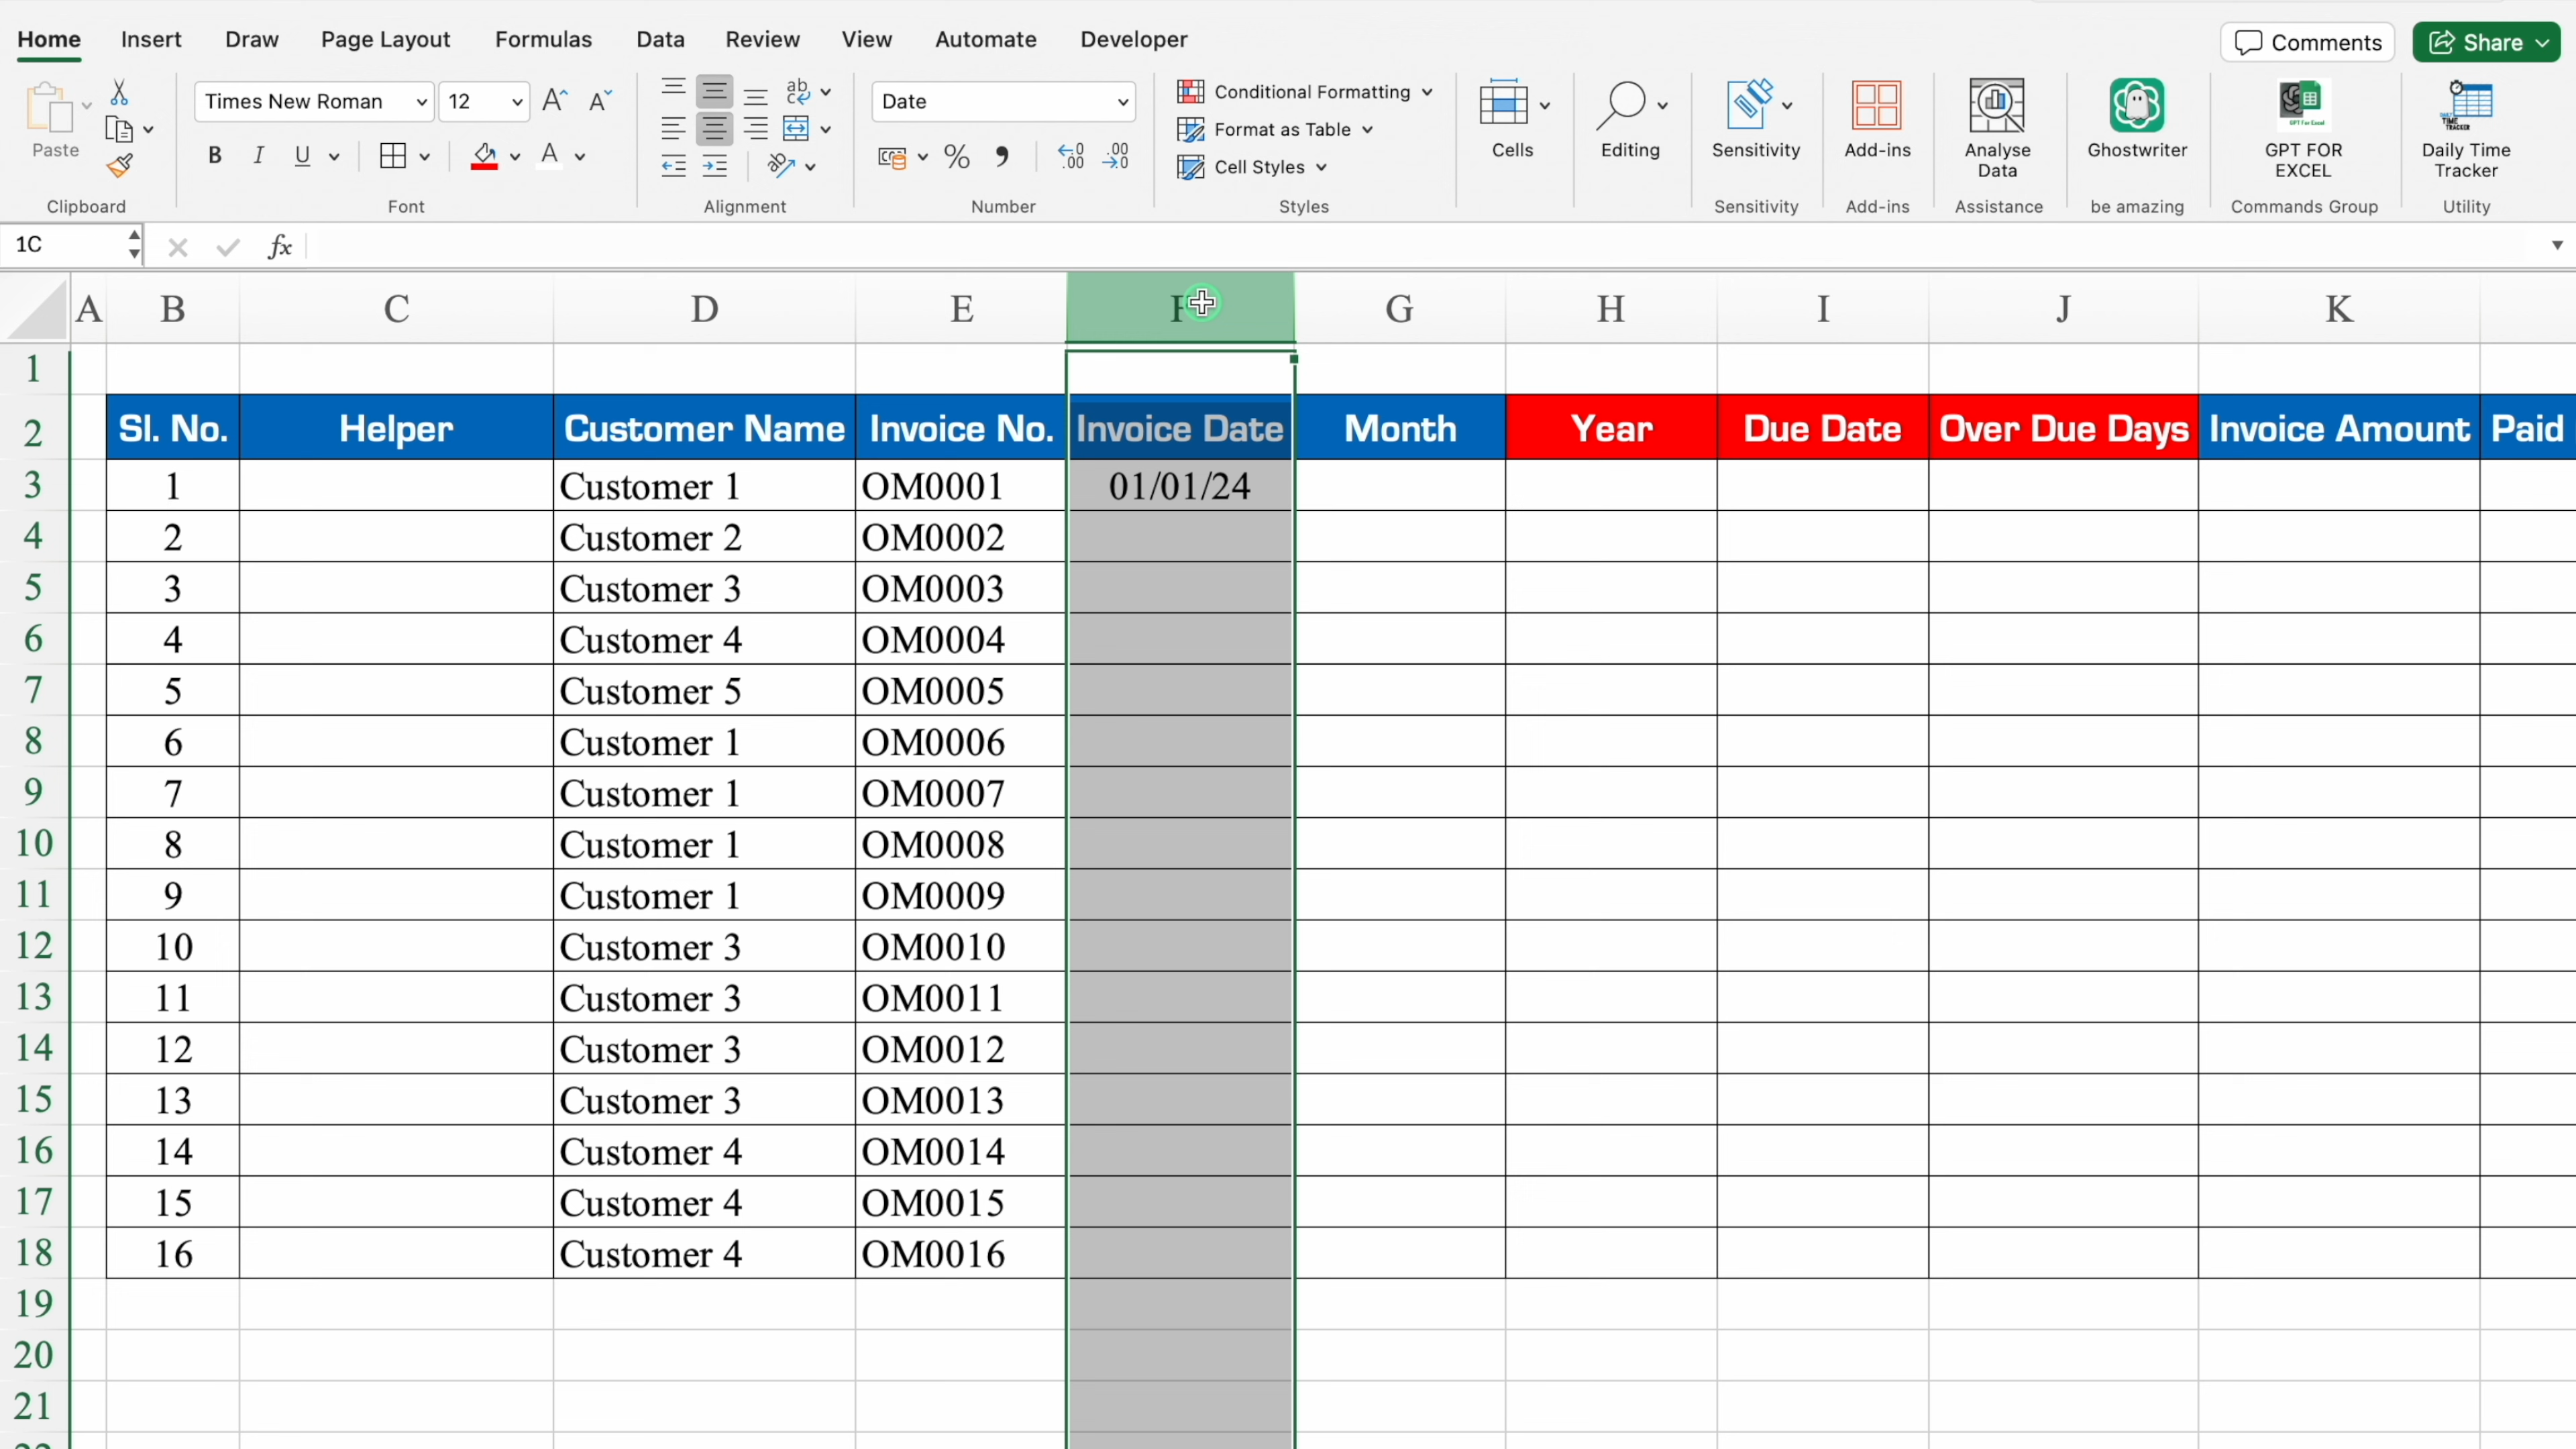 Home Insert Draw Page Layout Formulas Data Review View Automate Developer Comments Share
Paste
Clipboard
Times New Roman 12
B I U A
Font
ab
Alignment
Date
% 9 .00 .0
Number
Conditional Formatting
Format as Table
Cell Styles
Styles
Cells
Editing
Sensitivity
Sensitivity
Add-ins
Add-ins
Analyse
Data
Assistance
Ghostwriter
be amazing
GPT FOR
EXCEL
Commands Group
Daily Time
Tracker
Utility
1C fx
A B C D E F G H I J K
1
2 Sl. No. Helper Customer Name Invoice No. Invoice Date Month Year Due Date Over Due Days Invoice Amount Paid
3 1 Customer 1 OM0001 01/01/24
4 2 Customer 2 OM0002
5 3 Customer 3 OM0003
6 4 Customer 4 OM0004
7 5 Customer 5 OM0005
8 6 Customer 1 OM0006
9 7 Customer 1 OM0007
10 8 Customer 1 OM0008
11 9 Customer 1 OM0009
12 10 Customer 3 OM0010
13 11 Customer 3 OM0011
14 12 Customer 3 OM0012
15 13 Customer 3 OM0013
16 14 Customer 4 OM0014
17 15 Customer 4 OM0015
18 16 Customer 4 OM0016
19
20
21